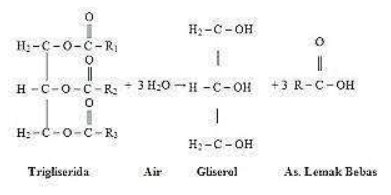 O
H₂-C-O-C-R₁
O
H-C-O-C-R₂
O
H₂C-O-C-R₃
+ 3 H₂O →
H₂-C-OH
H-C-OH
H₂-C-OH
O
+3 R-C-OH
Trigliserida Air Gliserol As. Lemak Bebas